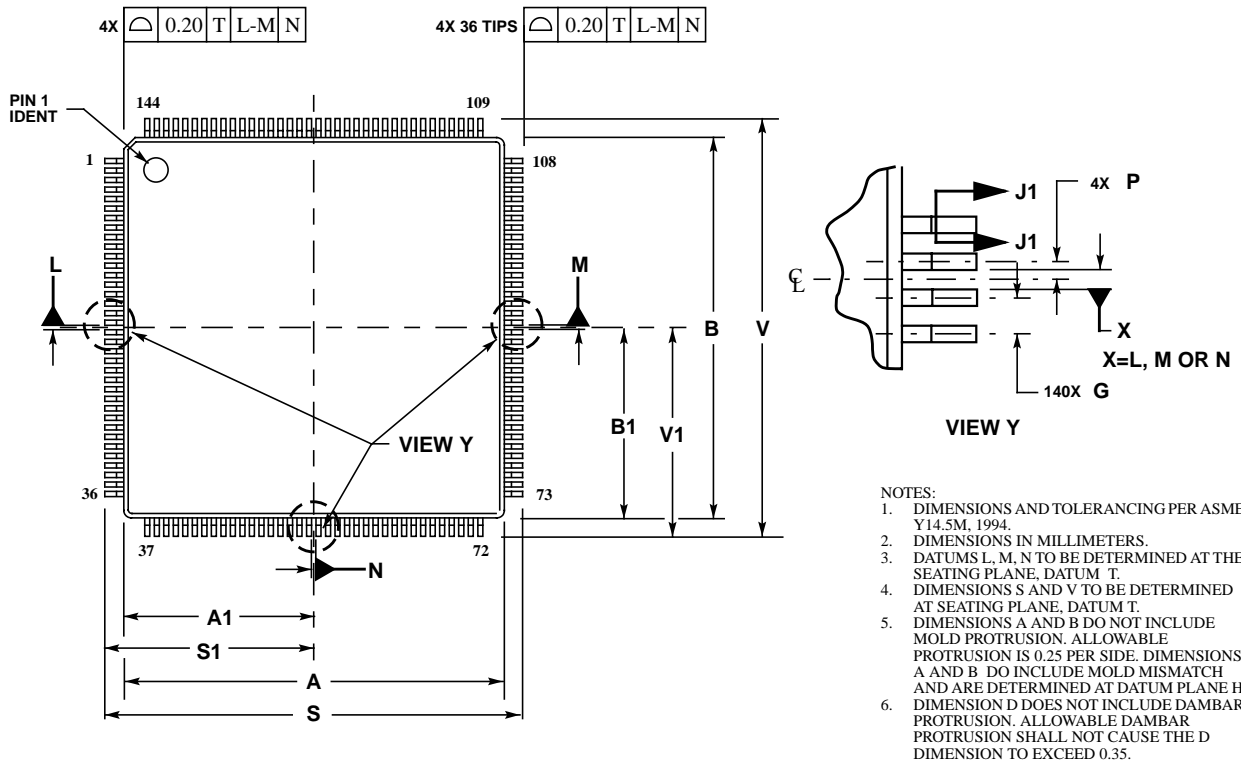 4X ⌓ 0.20 T L-M N
4X 36 TIPS ⌓ 0.20 T L-M N
PIN 1
IDENT
144
109
1
108
L
M
36
73
37
72
N
VIEW Y
B
V
B1
V1
A1
S1
A
S
J1
J1
4X P
℄
X
X=L, M OR N
140X G
VIEW Y
NOTES:
1. DIMENSIONS AND TOLERANCING PER ASME
Y14.5M, 1994.
2. DIMENSIONS IN MILLIMETERS.
3. DATUMS L, M, N TO BE DETERMINED AT THE
SEATING PLANE, DATUM T.
4. DIMENSIONS S AND V TO BE DETERMINED
AT SEATING PLANE, DATUM T.
5. DIMENSIONS A AND B DO NOT INCLUDE
MOLD PROTRUSION. ALLOWABLE
PROTRUSION IS 0.25 PER SIDE. DIMENSIONS
A AND B DO INCLUDE MOLD MISMATCH
AND ARE DETERMINED AT DATUM PLANE H
6. DIMENSION D DOES NOT INCLUDE DAMBAR
PROTRUSION. ALLOWABLE DAMBAR
PROTRUSION SHALL NOT CAUSE THE D
DIMENSION TO EXCEED 0.35.